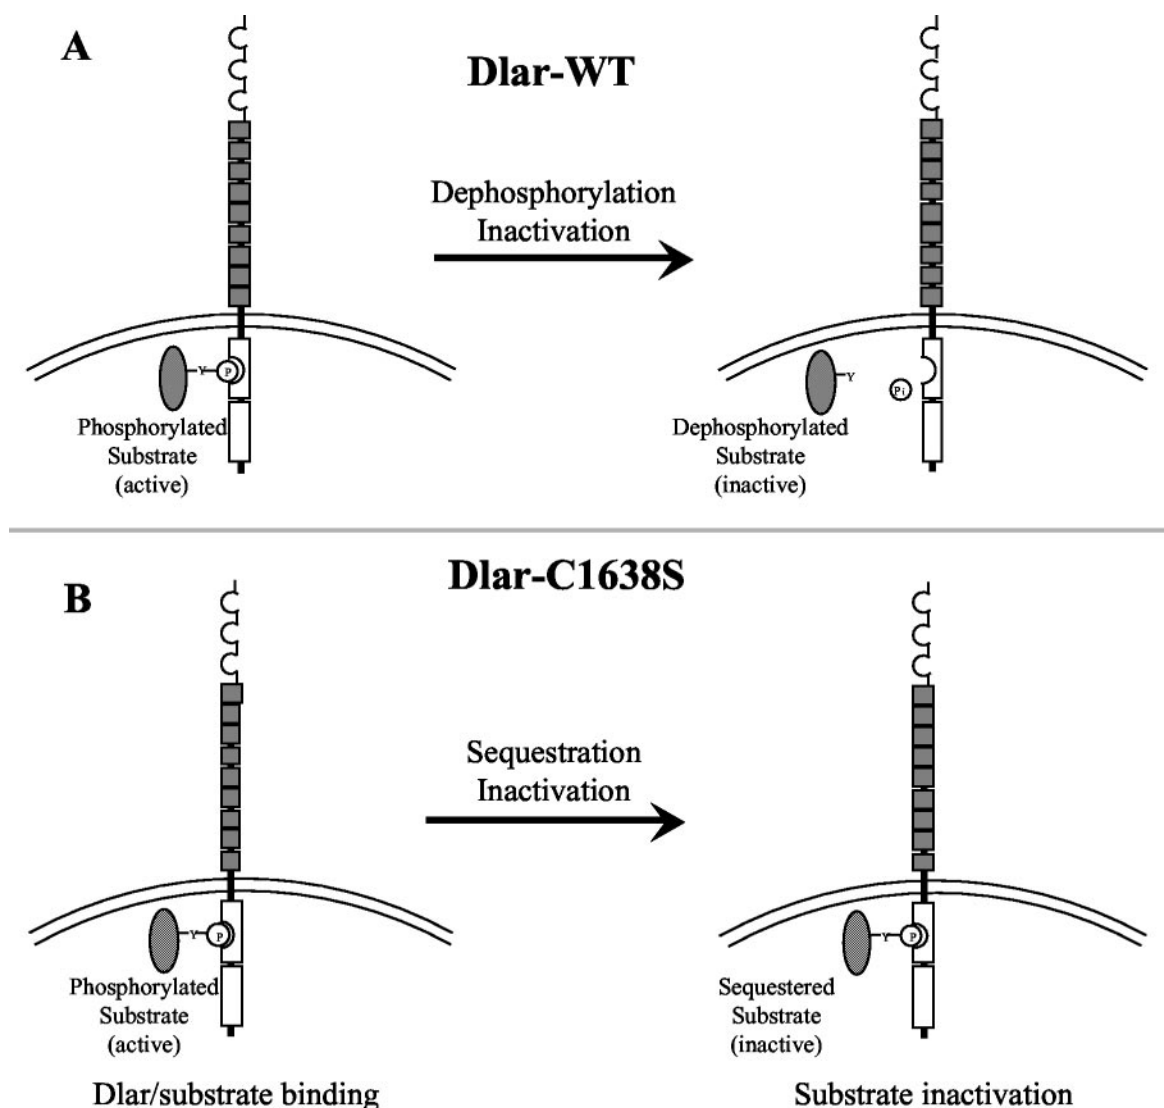 A
Dlar-WT
Dephosphorylation
Inactivation
Y
P
Phosphorylated
Substrate
(active)
Y
Pi
Dephosphorylated
Substrate
(inactive)
B
Dlar-C1638S
Sequestration
Inactivation
Y
P
Phosphorylated
Substrate
(active)
Y
P
Sequestered
Substrate
(inactive)
Dlar/substrate binding
Substrate inactivation